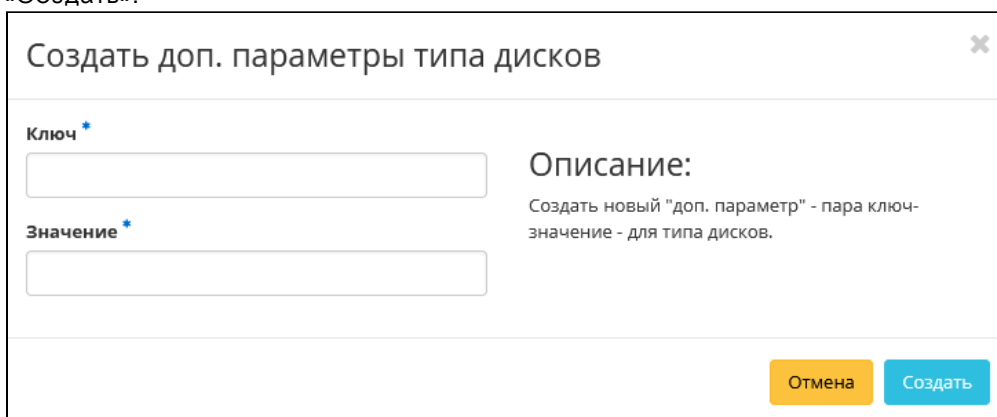 «Создать».
Создать доп. параметры типа дисков
Ключ *
Описание:
Создать новый "доп. параметр" - пара ключ-
значение - для типа дисков.
Значение *
Отмена
Создать